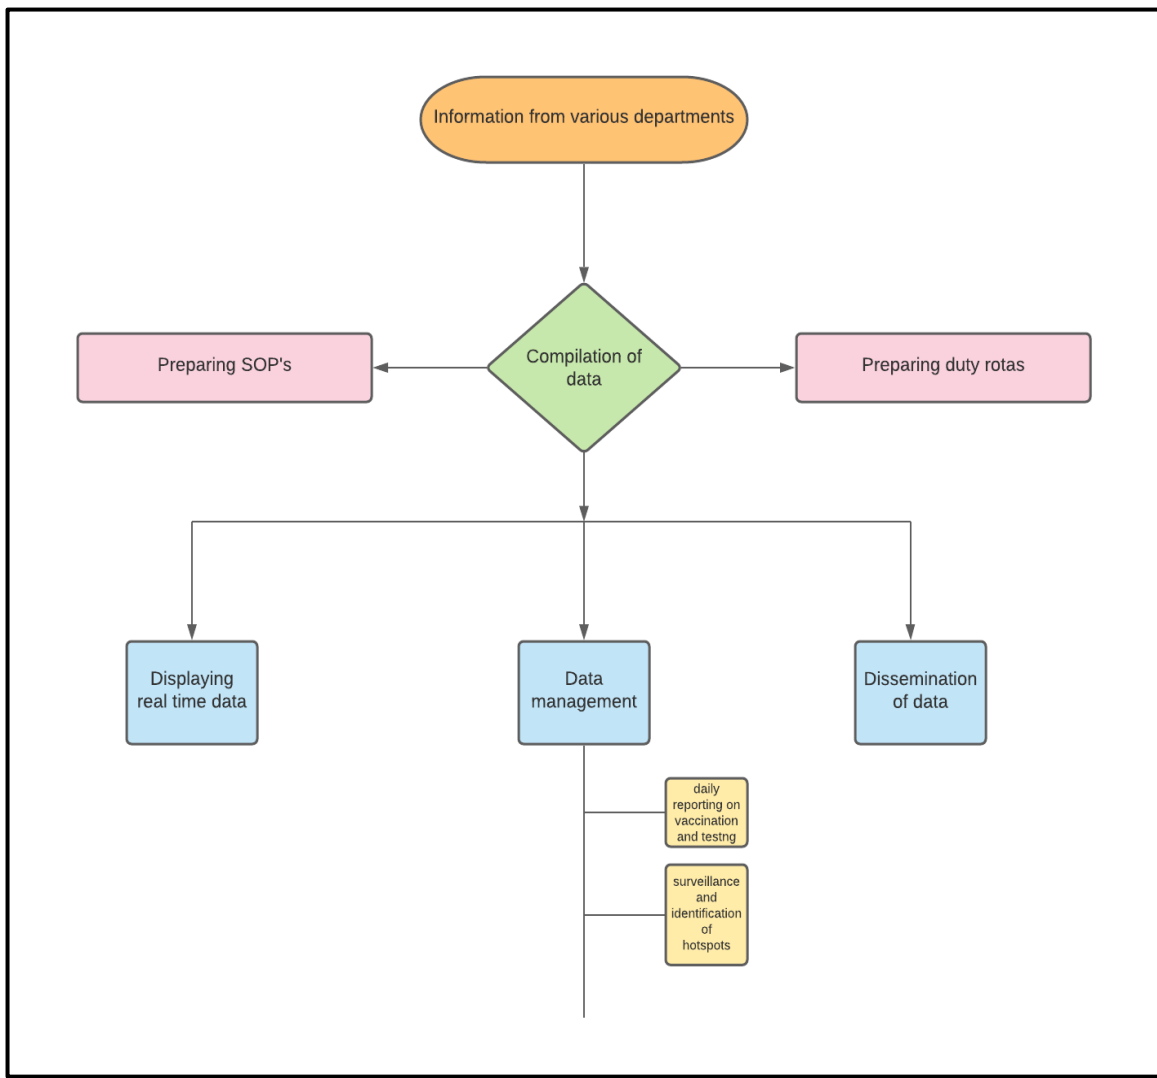 Information from various departments
Compilation of
data
Preparing SOP's
Preparing duty rotas
Displaying
real time data
Data
management
Dissemination
of data
daily
reporting on
vaccination
and testng
surveillance
and
identification
of
hotspots